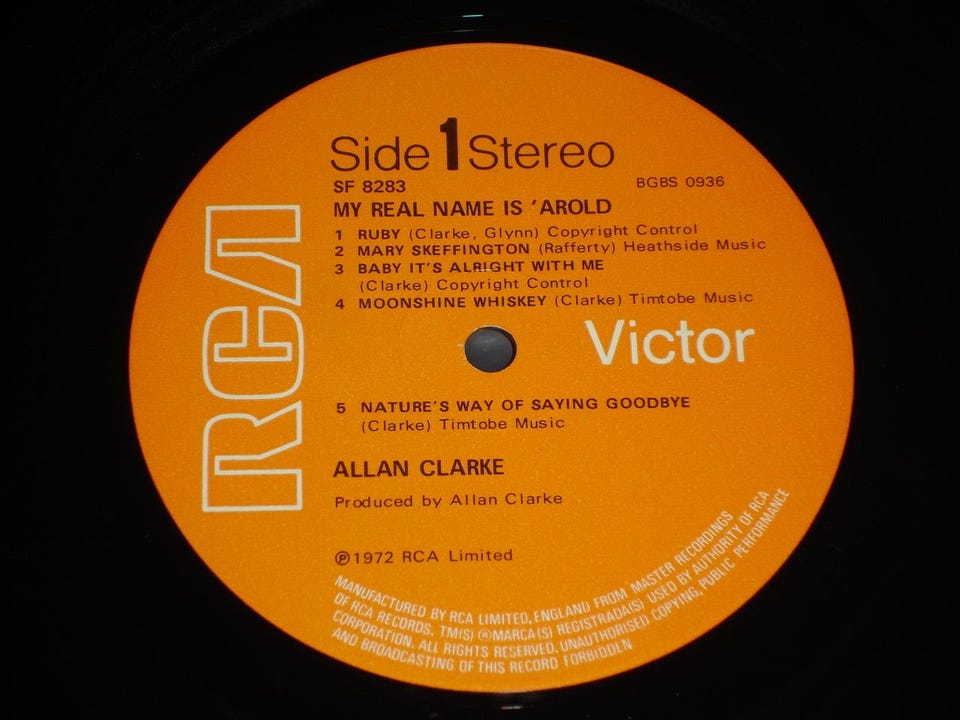 Side 1 Stereo
SF 8283 BGBS 0936
MY REAL NAME IS 'AROLD
1 RUBY (Clarke, Glynn) Copyright Control
2 MARY SKEFFINGTON (Rafferty) Heathside Music
3 BABY IT'S ALRIGHT WITH ME
(Clarke) Copyright Control
4 MOONSHINE WHISKEY (Clarke) Timtobe Music
RCA
Victor
5 NATURE'S WAY OF SAYING GOODBYE
(Clarke) Timtobe Music
ALLAN CLARKE
Produced by Allan Clarke
℗1972 RCA Limited
MANUFACTURED BY RCA LIMITED, ENGLAND FROM MASTER RECORDINGS
OF RCA RECORDS. TM(S) ®MARCA(S) REGISTRADA(S) USED BY AUTHORITY OF RCA
CORPORATION. ALL RIGHTS RESERVED. UNAUTHORISED COPYING, PUBLIC PERFORMANCE
AND BROADCASTING OF THIS RECORD FORBIDDEN